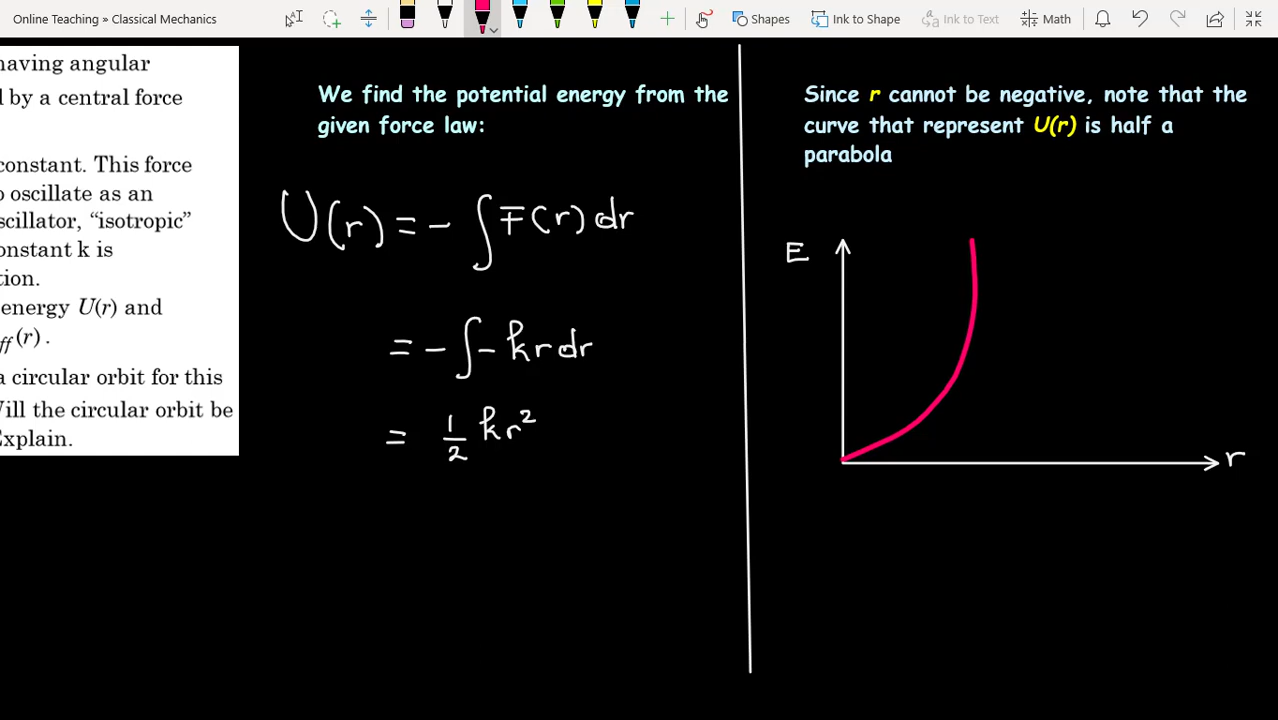 Online Teaching » Classical Mechanics
Shapes
Ink to Shape
Ink to Text
Math
having angular
by a central force
constant. This force
oscillate as an
scillator, “isotropic”
onstant k is
tion.
energy U(r) and
eff (r).
a circular orbit for this
Will the circular orbit be
Explain.
We find the potential energy from the
given force law:
U(r) = - ∫ F(r) dr
= - ∫ - kr dr
= 1/2 kr²
Since r cannot be negative, note that the
curve that represent U(r) is half a
parabola
E
r